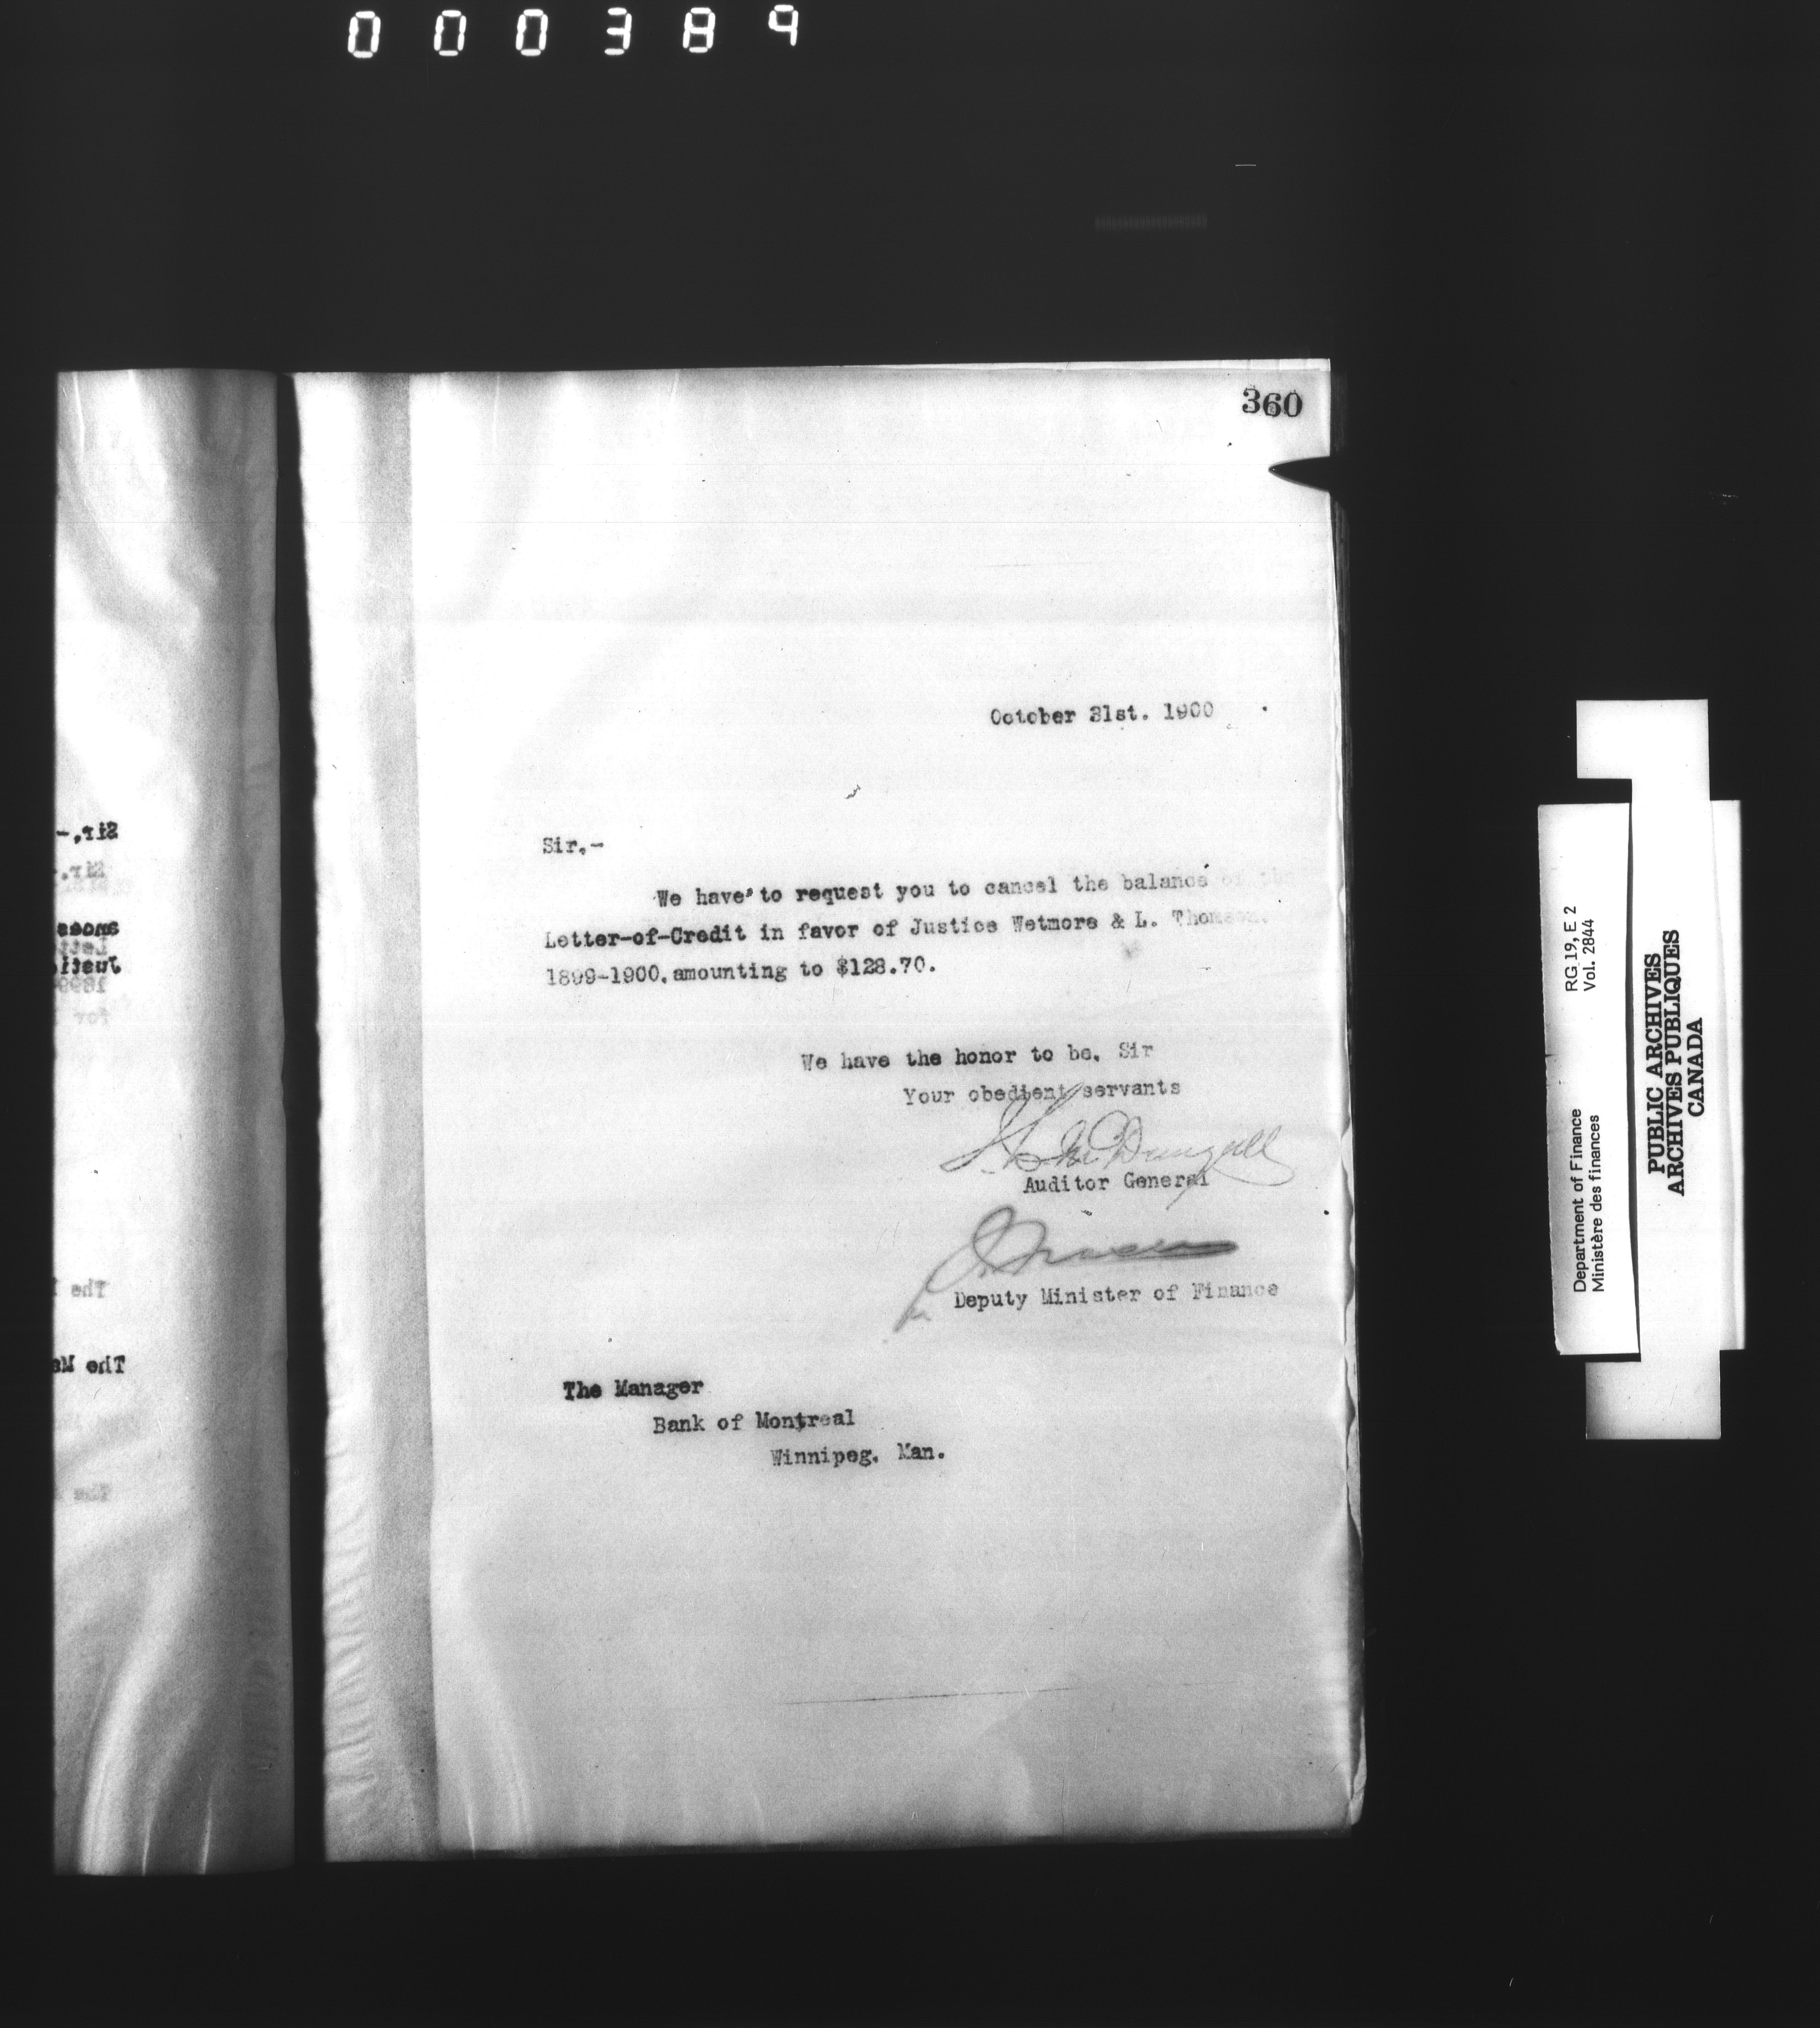 000389
360
October 31st. 1900
Sir.-
We have to request you to cancel the balance of the
Letter-of-Credit in favor of Justice Wetmore & L. Thomson.
1899-1900. amounting to $128.70.
We have the honor to be. Sir
Your obedient servants
Auditor General
Deputy Minister of Finance
The Manager
Bank of Montreal
Winnipeg. Man.
Department of Finance RG 19, E 2
Ministère des finances Vol. 2844
PUBLIC ARCHIVES
ARCHIVES PUBLIQUES
CANADA